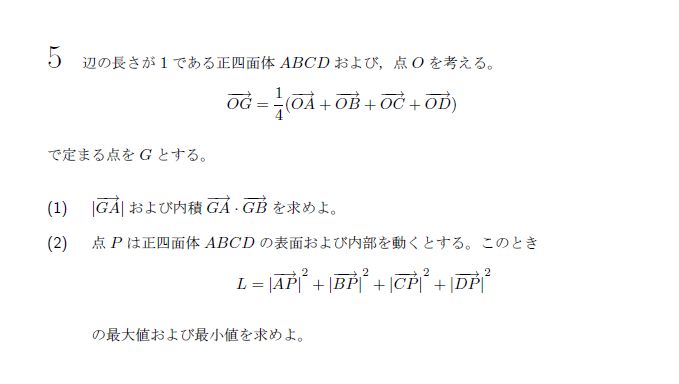 5 辺の長さが 1 である正四面体 ABCD および，点 O を考える。
$\overrightarrow{OG} = \frac{1}{4}(\overrightarrow{OA} + \overrightarrow{OB} + \overrightarrow{OC} + \overrightarrow{OD})$
で定まる点を G とする。
(1) $|\overrightarrow{GA}|$ および内積 $\overrightarrow{GA} \cdot \overrightarrow{GB}$ を求めよ。
(2) 点 P は正四面体 ABCD の表面および内部を動くとする。このとき
$L = |\overrightarrow{AP}|^2 + |\overrightarrow{BP}|^2 + |\overrightarrow{CP}|^2 + |\overrightarrow{DP}|^2$
の最大値および最小値を求めよ。